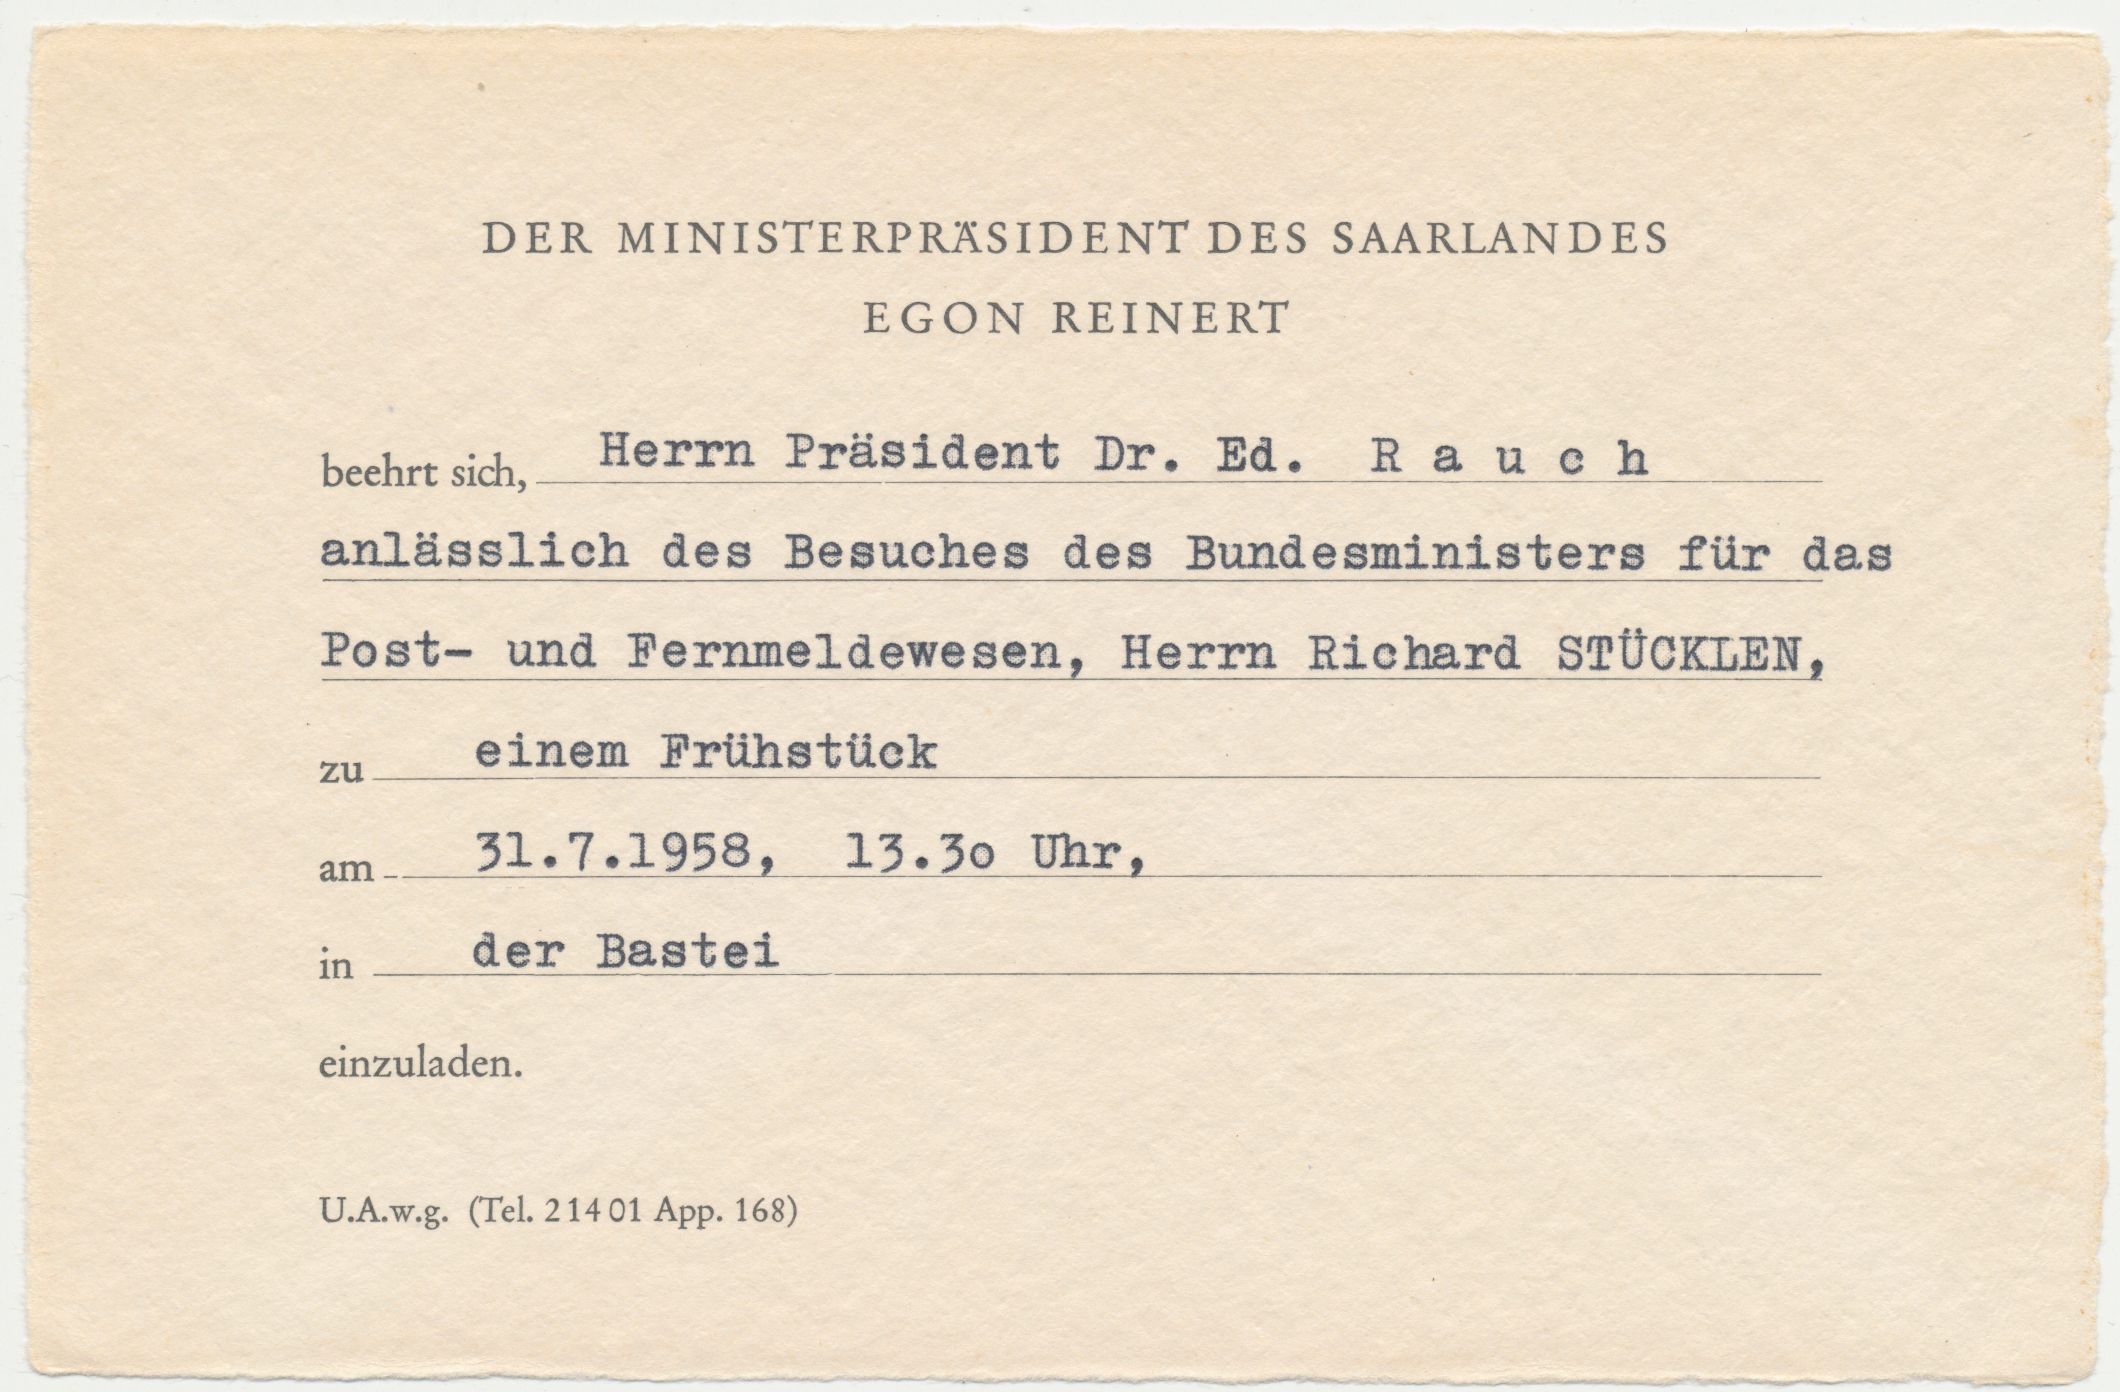 DER MINISTERPRÄSIDENT DES SAARLANDES
EGON REINERT
beehrt sich, Herrn Präsident Dr. Ed. R a u c h
anlässlich des Besuches des Bundesministers für das
Post- und Fernmeldewesen, Herrn Richard STÜCKLEN,
zu einem Frühstück
am 31.7.1958, 13.3o Uhr,
in der Bastei
einzuladen.
U.A.w.g. (Tel. 21401 App. 168)